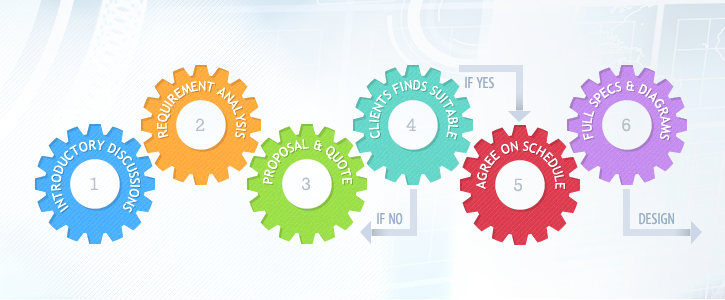 INTRODUCTORY DISCUSSIONS
1
REQUIREMENT ANALYSIS
2
PROPOSAL & QUOTE
3
CLIENTS FINDS SUITABLE
4
IF YES
IF NO
AGREE ON SCHEDULE
5
FULL SPECS & DIAGRAMS
6
DESIGN